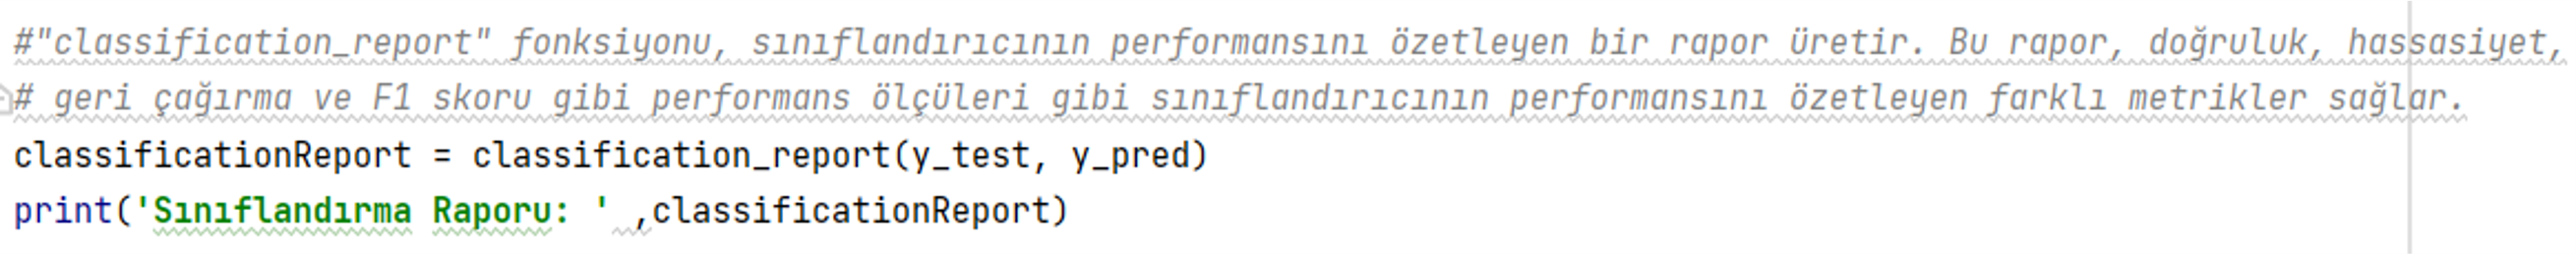 #"classification_report" fonksiyonu, sınıflandırıcının performansını özetleyen bir rapor üretir. Bu rapor, doğruluk, hassasiyet,
# geri çağırma ve F1 skoru gibi performans ölçüleri gibi sınıflandırıcının performansını özetleyen farklı metrikler sağlar.
classificationReport = classification_report(y_test, y_pred)
print('Sınıflandırma Raporu: ' ,classificationReport)